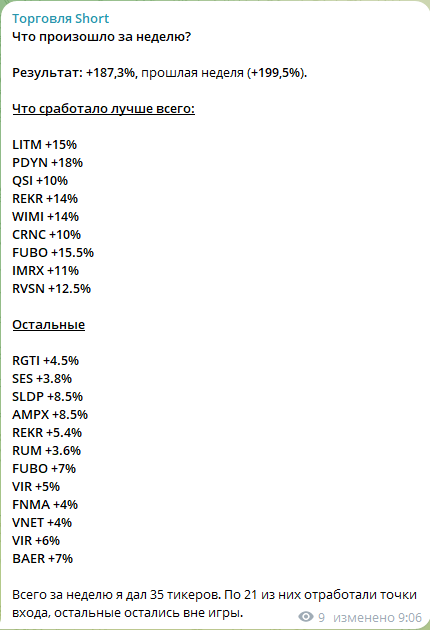 Торговля Short
Что произошло за неделю?
Результат: +187,3%, прошлая неделя (+199,5%).
Что сработало лучше всего:
LITM +15%
PDYN +18%
QSI +10%
REKR +14%
WIMI +14%
CRNC +10%
FUBO +15.5%
IMRX +11%
RVSN +12.5%
Остальные
RGTI +4.5%
SES +3.8%
SLDP +8.5%
AMPX +8.5%
REKR +5.4%
RUM +3.6%
FUBO +7%
VIR +5%
FNMA +4%
VNET +4%
VIR +6%
BAER +7%
Всего за неделю я дал 35 тикеров. По 21 из них отработали точки
входа, остальные остались вне игры.
9 изменено 9:06